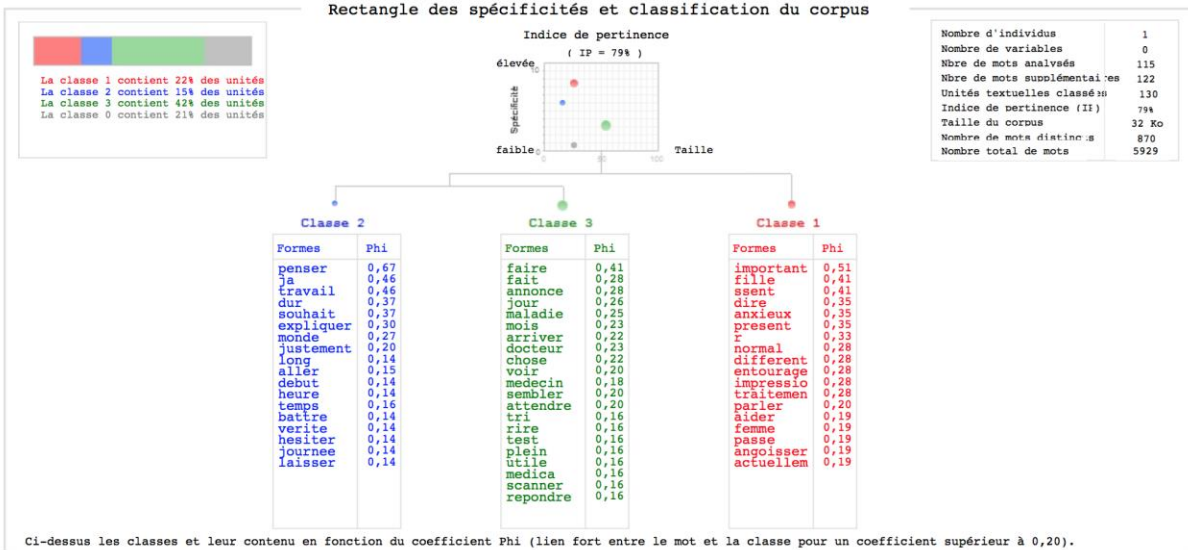 Rectangle des spécificités et classification du corpus
La classe 1 contient 22% des unités
La classe 2 contient 15% des unités
La classe 3 contient 42% des unités
La classe 0 contient 21% des unités
Indice de pertinence
( IP = 79% )
élevée
10
Spécificité
faible
0
50
100
Taille
Nombre d'individus 1
Nombre de variables 0
Nbre de mots analysés 115
Nbre de mots supplémentaires 122
Unités textuelles classées 130
Indice de pertinence (IP) 79%
Taille du corpus 32 Ko
Nombre de mots distincts 870
Nombre total de mots 5929
Classe 2
Formes Phi
penser 0,67
ja 0,46
travail 0,46
dur 0,37
souhait 0,37
expliquer 0,30
monde 0,27
justement 0,20
long 0,14
aller 0,15
debut 0,14
heure 0,14
temps 0,16
battre 0,14
verite 0,14
hesiter 0,14
journee 0,14
laisser 0,14
Classe 3
Formes Phi
faire 0,41
fait 0,28
annonce 0,28
jour 0,26
maladie 0,25
mois 0,23
arriver 0,22
docteur 0,23
chose 0,22
voir 0,20
medecin 0,18
sembler 0,20
attendre 0,20
tri 0,16
rire 0,16
test 0,16
plein 0,16
utile 0,16
medica 0,16
scanner 0,16
repondre 0,16
Classe 1
Formes Phi
important 0,51
fille 0,41
ssent 0,41
dire 0,35
anxieux 0,35
present 0,35
r 0,33
normal 0,28
different 0,28
entourage 0,28
impressio 0,28
traitemen 0,28
parler 0,20
aider 0,19
femme 0,19
passe 0,19
angoisser 0,19
actuellem 0,19
Ci-dessus les classes et leur contenu en fonction du coefficient Phi (lien fort entre le mot et la classe pour un coefficient supérieur à 0,20).